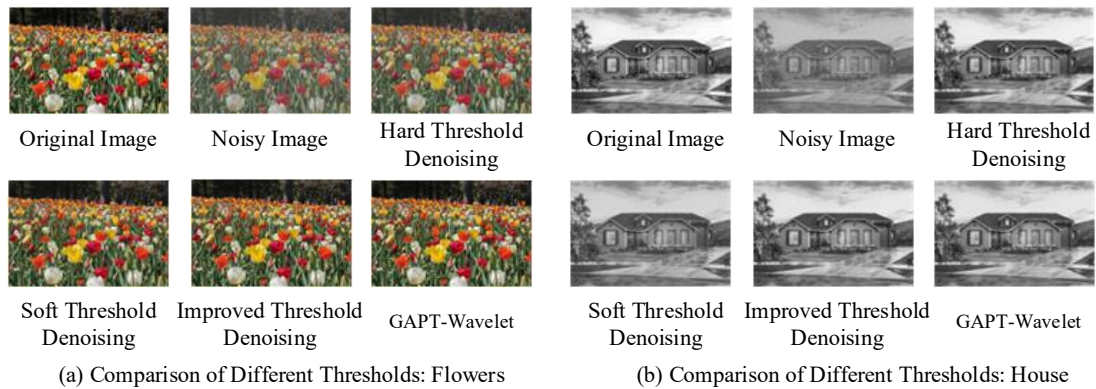 Original Image
Noisy Image
Hard Threshold
Denoising
Soft Threshold
Denoising
Improved Threshold
Denoising
GAPT-Wavelet
(a) Comparison of Different Thresholds: Flowers
Original Image
Noisy Image
Hard Threshold
Denoising
Soft Threshold
Denoising
Improved Threshold
Denoising
GAPT-Wavelet
(b) Comparison of Different Thresholds: House